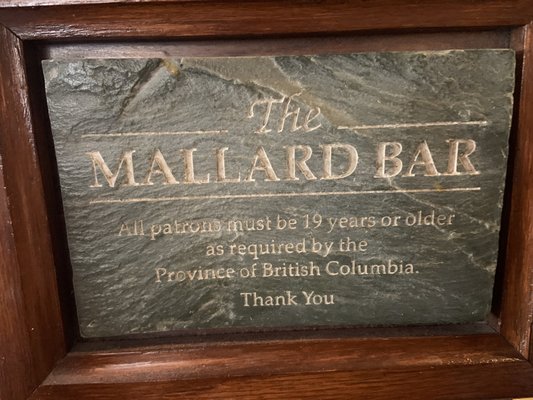 The
MALLARD BAR
All patrons must be 19 years or older
as required by the
Province of British Columbia.
Thank You